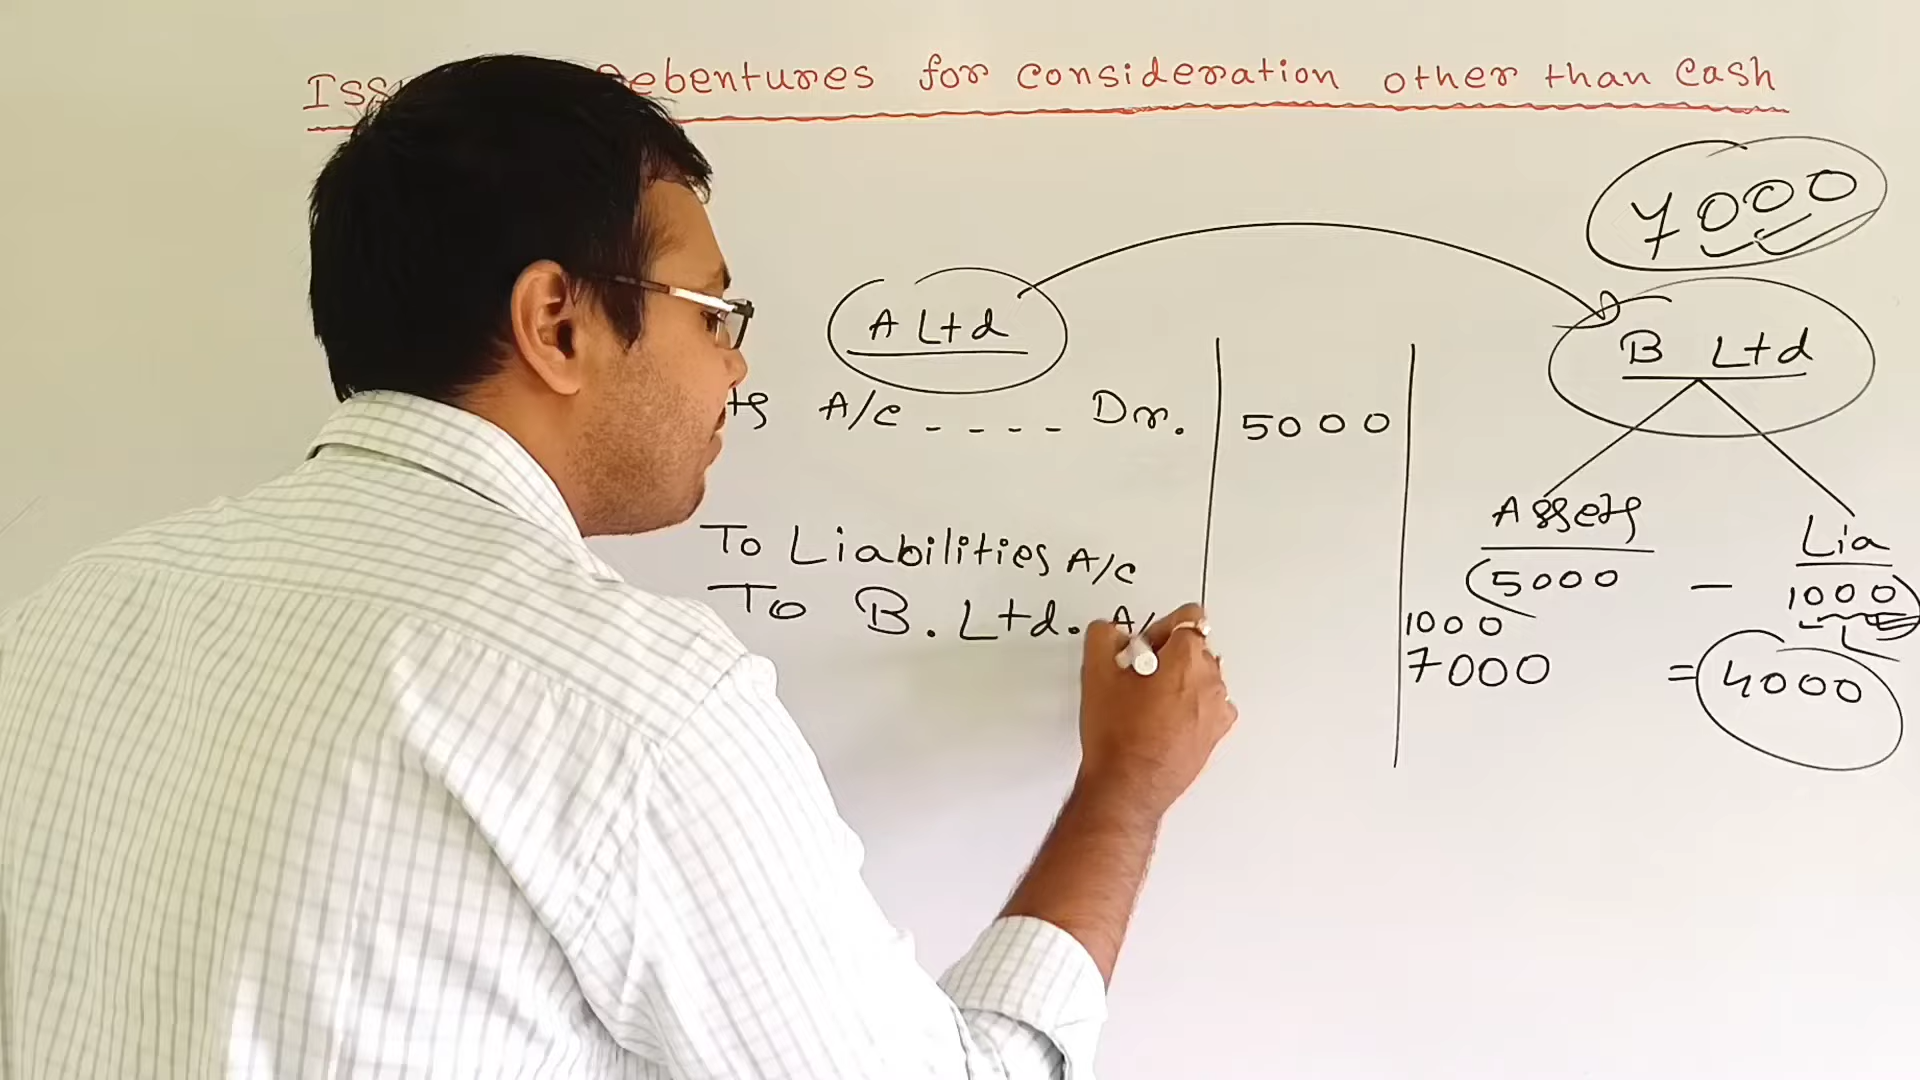 debentures for consideration other than cash
7000
A Ltd
B Ltd
A/c - - - - Dr. 5000
Assets Lia
5000 - 1000
To Liabilities A/c 1000
To B. Ltd. A/ 7000
= 4000